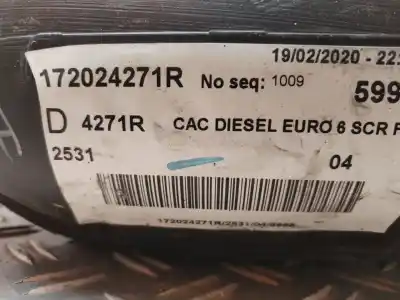 19/02/2020 - 22:
172024271R No seq: 1009 599
D 4271R CAC DIESEL EURO 6 SCR F
2531 04